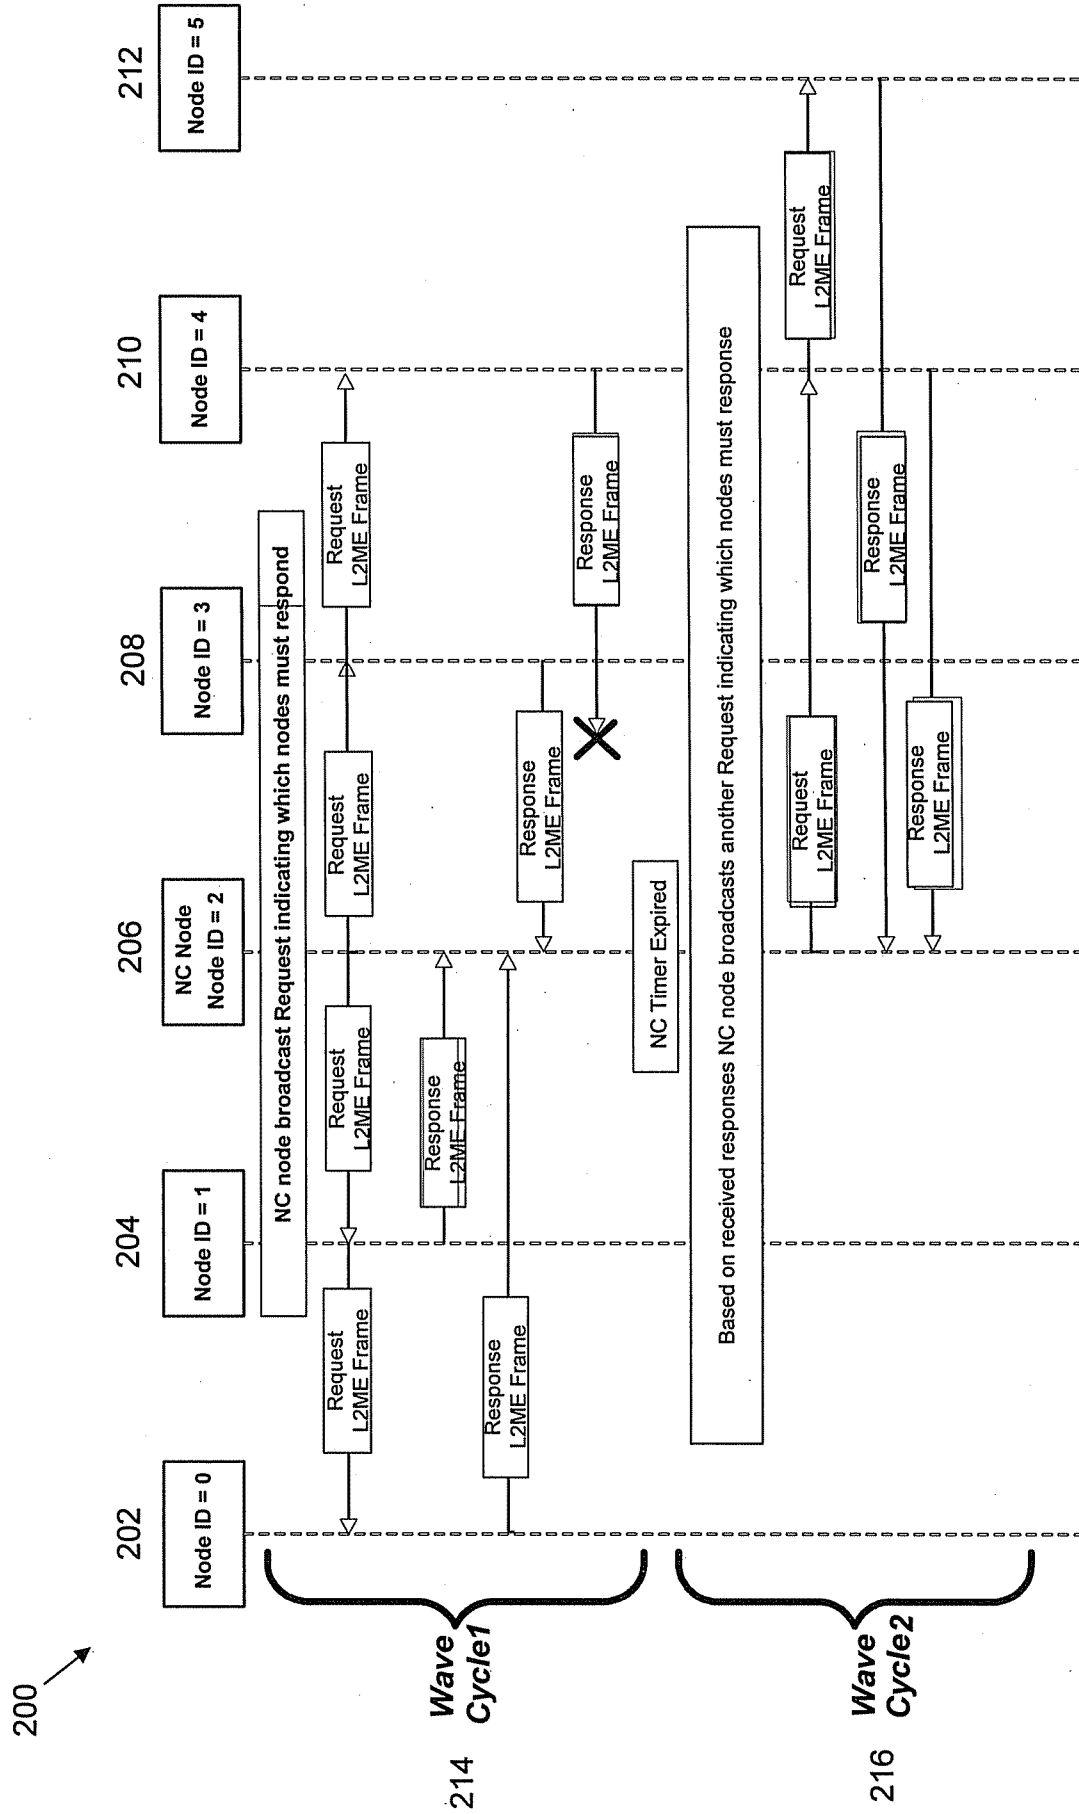 200
202
204
206
208
210
212
Node ID = 0
Node ID = 1
NC Node
Node ID = 2
Node ID = 3
Node ID = 4
Node ID = 5
NC node broadcast Request indicating which nodes must respond
Request
L2ME Frame
Request
L2ME Frame
Request
L2ME Frame
Request
L2ME Frame
Response
L2ME Frame
Response
L2ME Frame
Response
L2ME Frame
Response
L2ME Frame
Wave
Cycle1
214
NC Timer Expired
Based on received responses NC node broadcasts another Request indicating which nodes must response
Request
L2ME Frame
Request
L2ME Frame
Response
L2ME Frame
Response
L2ME Frame
Wave
Cycle2
216